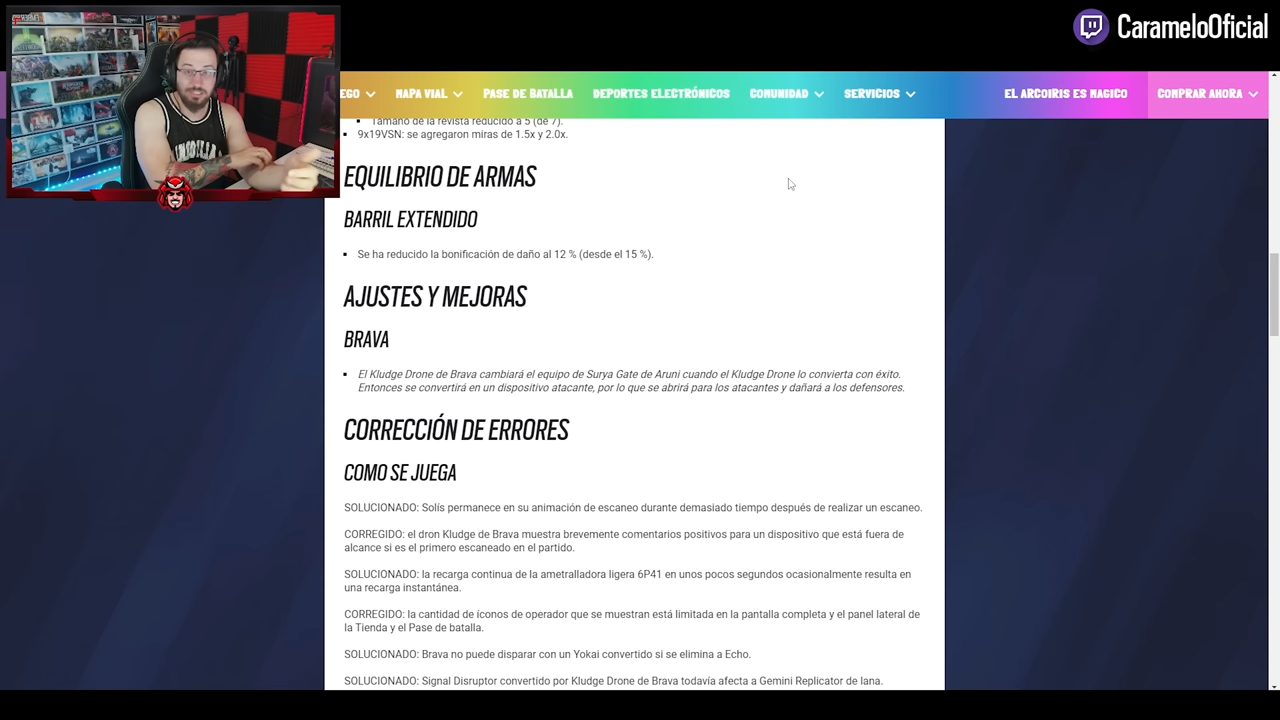 CarameloOficial
EGO
MAPA VIAL
PASE DE BATALLA
DEPORTES ELECTRÓNICOS
COMUNIDAD
SERVICIOS
EL ARCOIRIS ES MAGICO
COMPRAR AHORA
Tamaño de la revista reducido a 5 (de 7).
9x19VSN: se agregaron miras de 1.5x y 2.0x.
EQUILIBRIO DE ARMAS
BARRIL EXTENDIDO
Se ha reducido la bonificación de daño al 12 % (desde el 15 %).
AJUSTES Y MEJORAS
BRAVA
El Kludge Drone de Brava cambiará el equipo de Surya Gate de Aruni cuando el Kludge Drone lo convierta con éxito.
Entonces se convertirá en un dispositivo atacante, por lo que se abrirá para los atacantes y dañará a los defensores.
CORRECCIÓN DE ERRORES
COMO SE JUEGA
SOLUCIONADO: Solís permanece en su animación de escaneo durante demasiado tiempo después de realizar un escaneo.
CORREGIDO: el dron Kludge de Brava muestra brevemente comentarios positivos para un dispositivo que está fuera de
alcance si es el primero escaneado en el partido.
SOLUCIONADO: la recarga continua de la ametralladora ligera 6P41 en unos pocos segundos ocasionalmente resulta en
una recarga instantánea.
CORREGIDO: la cantidad de íconos de operador que se muestran está limitada en la pantalla completa y el panel lateral de
la Tienda y el Pase de batalla.
SOLUCIONADO: Brava no puede disparar con un Yokai convertido si se elimina a Echo.
SOLUCIONADO: Signal Disruptor convertido por Kludge Drone de Brava todavía afecta a Gemini Replicator de Iana.